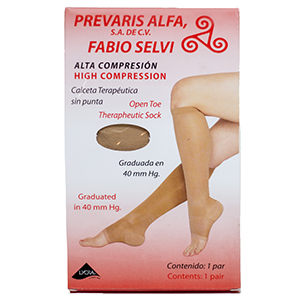 PREVARIS ALFA,
S.A. DE C.V.
FABIO SELVI
ALTA COMPRESIÓN
HIGH COMPRESSION
Calceta Terapéutica
sin punta
Open Toe
Therapheutic Sock
Graduada en
40 mm Hg.
Graduated
in 40 mm Hg.
Contenido: 1 par
Contents: 1 pair